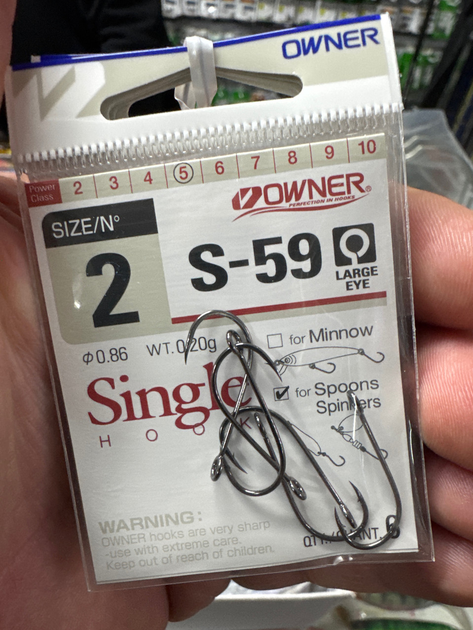 OWNER
Power Class 2 3 4 5 6 7 8 9 10
OWNER®
PERFECTION IN HOOKS
SIZE/N°
2
S-59
LARGE
EYE
φ0.86 WT. 0.20g
for Minnow
Single
HOOK
for Spoons
Spinners
WARNING:
OWNER hooks are very sharp
-use with extreme care.
Keep out of reach of children.